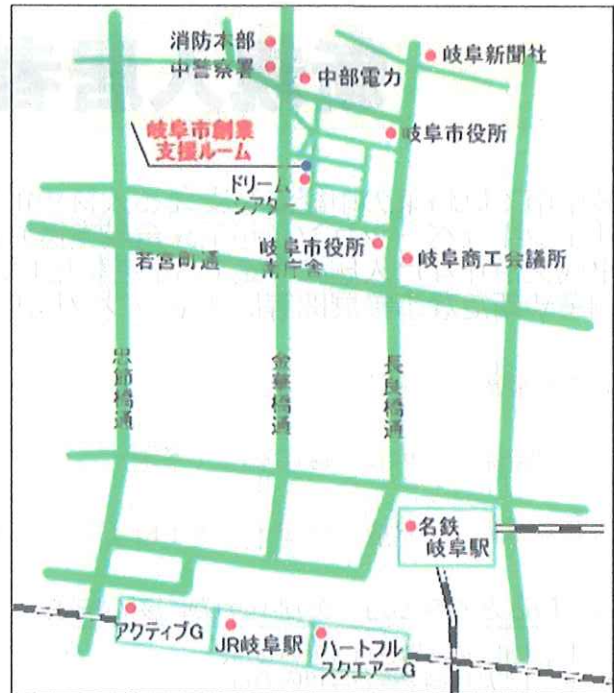 消防本部
中警察署
中部電力
岐阜新聞社
岐阜市創業
支援ルーム
岐阜市役所
ドリーム
シアター
岐阜市役所
南庁舎
岐阜商工会議所
若宮町通
忠節橋通
金華橋通
長良橋通
名鉄
岐阜駅
アクティブG
JR岐阜駅
ハートフル
スクエアーG